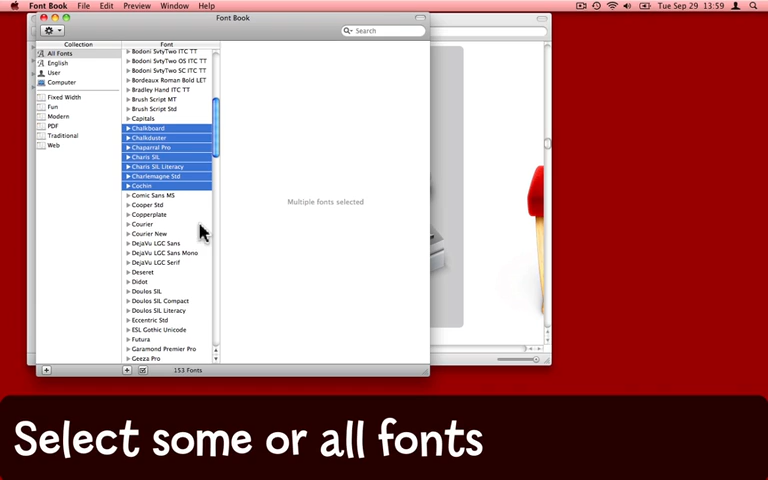 Font Book File Edit Preview Window Help Tue Sep 29 13:59
Font Book
Search
Collection
All Fonts
English
User
Computer
Fixed Width
Fun
Modern
PDF
Traditional
Web
Font
Bodoni SvtyTwo ITC TT
Bodoni SvtyTwo OS ITC TT
Bodoni SvtyTwo SC ITC TT
Bordeaux Roman Bold LET
Bradley Hand ITC TT
Brush Script MT
Brush Script Std
Capitals
Chalkboard
Chalkduster
Chaparral Pro
Charis SIL
Charis SIL Literacy
Charlemagne Std
Cochin
Comic Sans MS
Cooper Std
Copperplate
Courier
Courier New
DejaVu LGC Sans
DejaVu LGC Sans Mono
DejaVu LGC Serif
Deseret
Didot
Doulos SIL
Doulos SIL Compact
Doulos SIL Literacy
Eccentric Std
ESL Gothic Unicode
Futura
Garamond Premier Pro
Geeza Pro
Multiple fonts selected
153 Fonts
Select some or all fonts